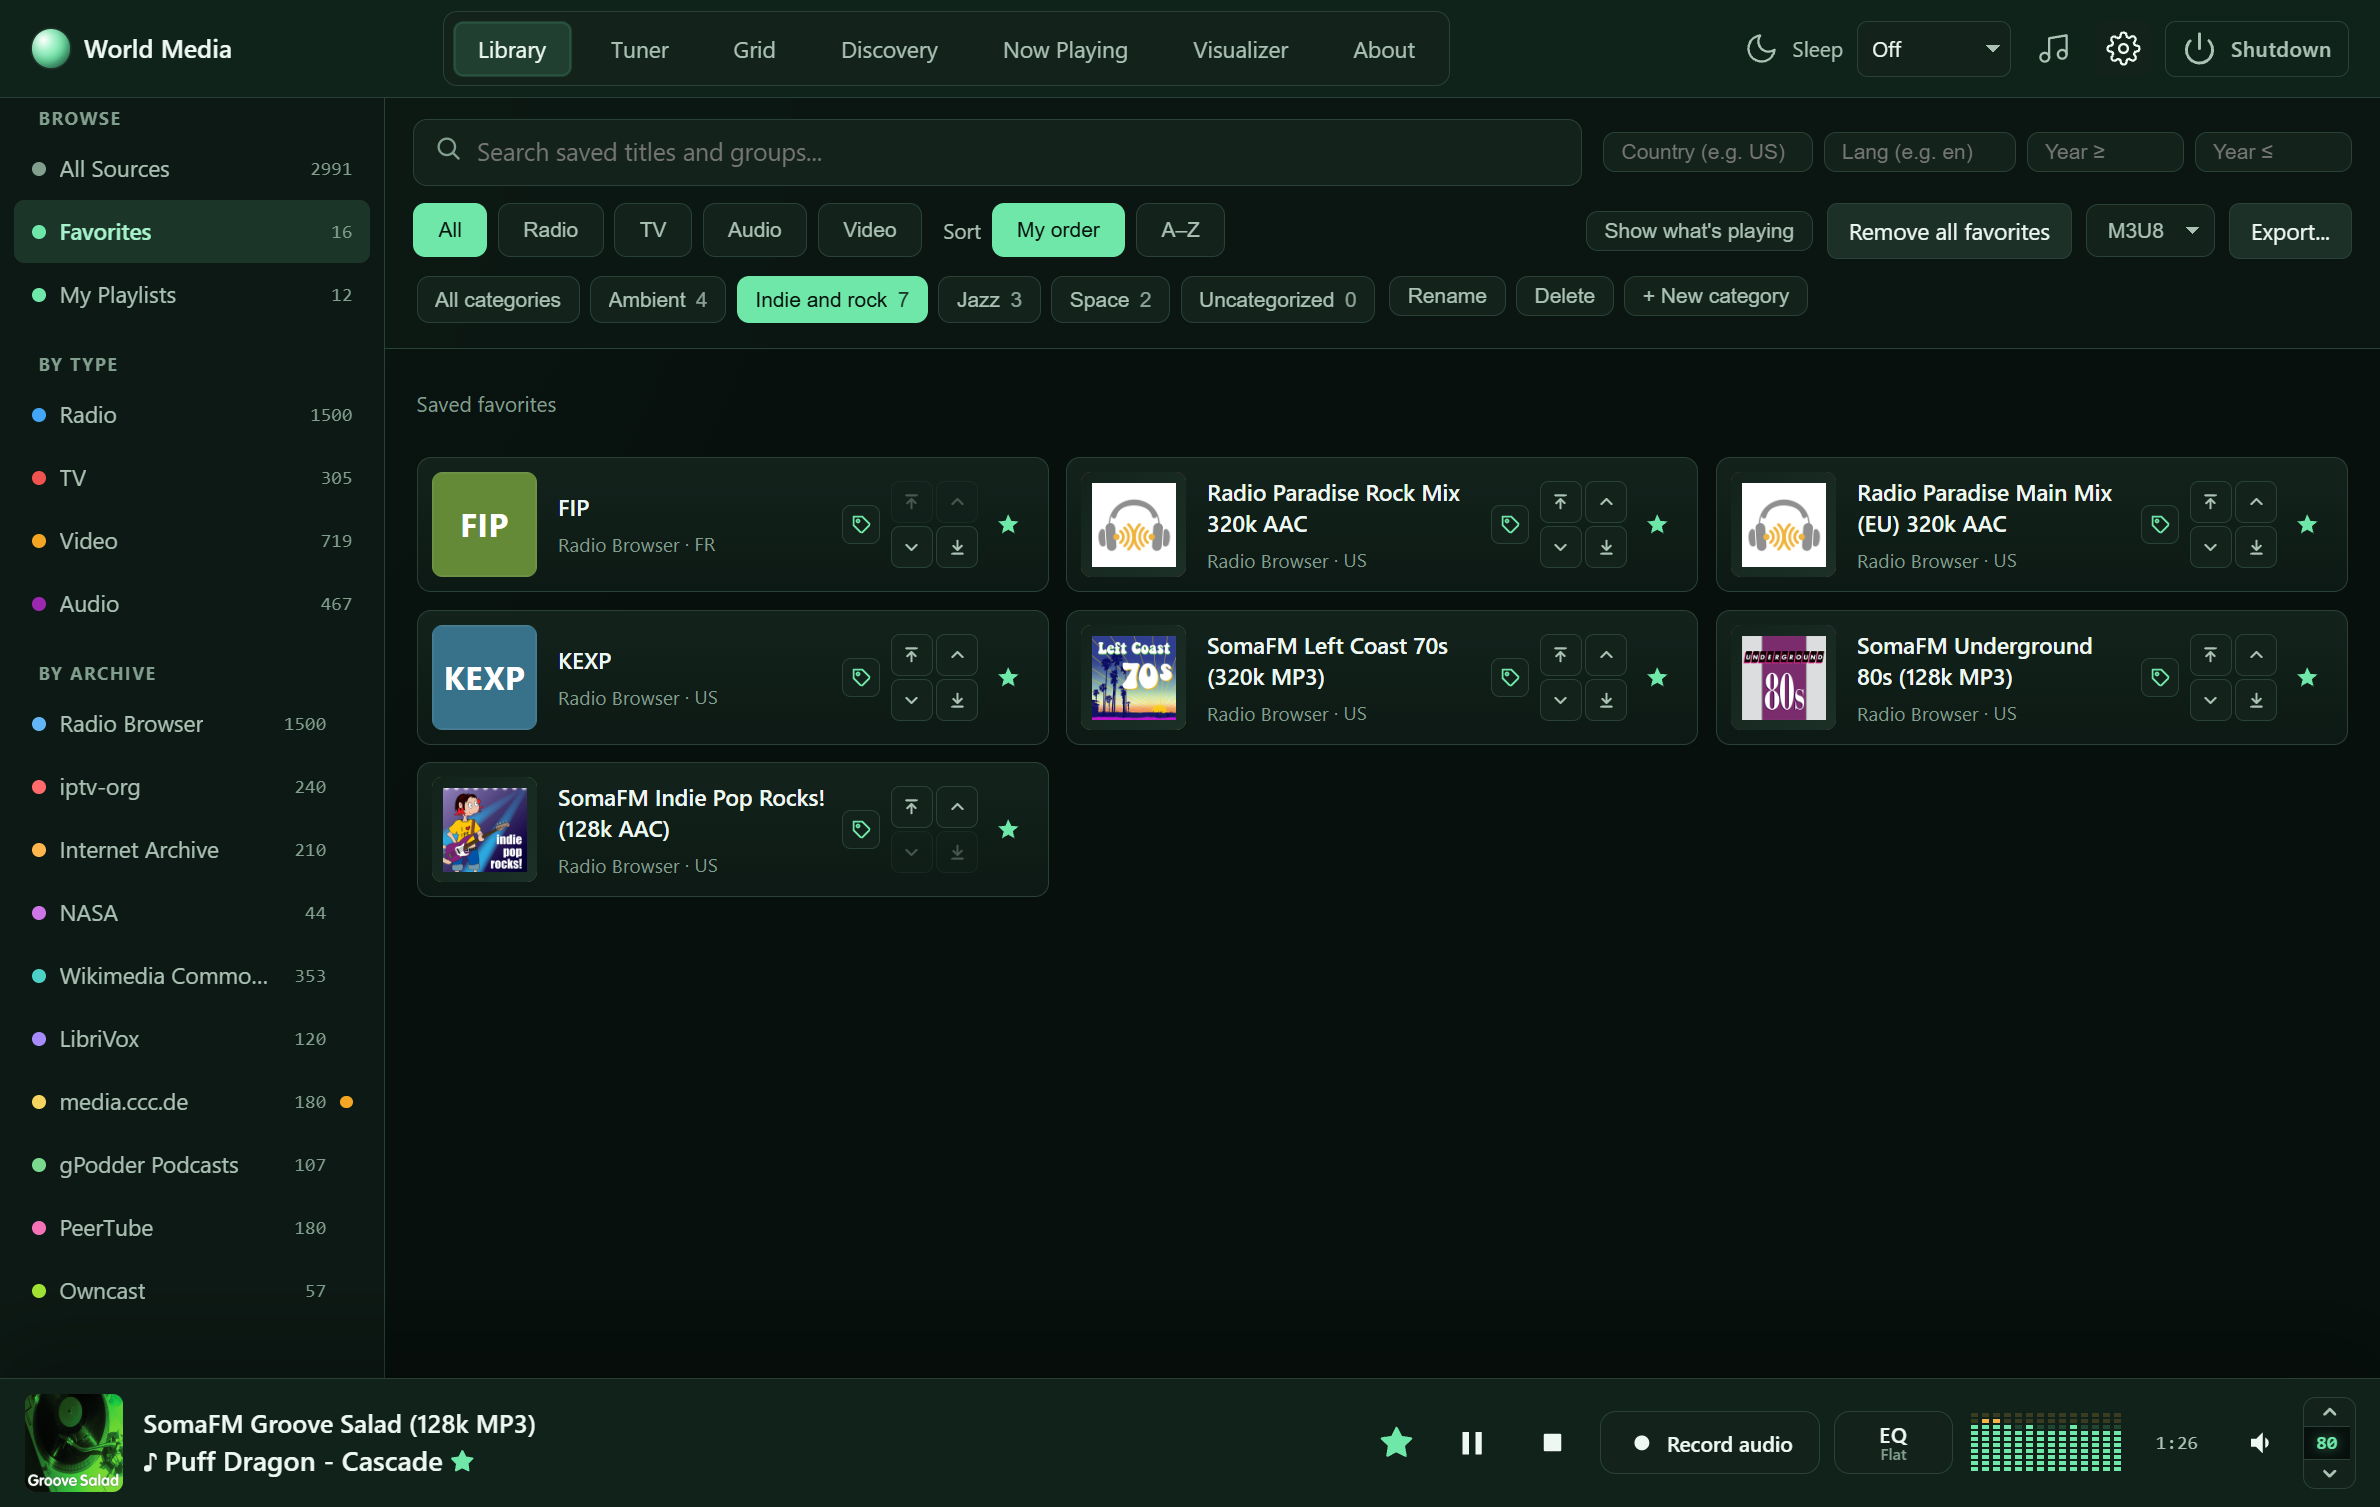 World Media
Library
Tuner
Grid
Discovery
Now Playing
Visualizer
About
Sleep
Off
Shutdown
BROWSE
All Sources 2991
Favorites 16
My Playlists 12
BY TYPE
Radio 1500
TV 305
Video 719
Audio 467
BY ARCHIVE
Radio Browser 1500
iptv-org 240
Internet Archive 210
NASA 44
Wikimedia Commo... 353
LibriVox 120
media.ccc.de 180
gPodder Podcasts 107
PeerTube 180
Owncast 57
Search saved titles and groups...
Country (e.g. US)
Lang (e.g. en)
Year ≥
Year ≤
All
Radio
TV
Audio
Video
Sort
My order
A–Z
Show what's playing
Remove all favorites
M3U8
Export...
All categories
Ambient 4
Indie and rock 7
Jazz 3
Space 2
Uncategorized 0
Rename
Delete
+ New category
Saved favorites
FIP
FIP
Radio Browser · FR
Radio Paradise Rock Mix
320k AAC
Radio Browser · US
Radio Paradise Main Mix
(EU) 320k AAC
Radio Browser · US
KEXP
KEXP
Radio Browser · US
Left Coast
70s
SomaFM Left Coast 70s
(320k MP3)
Radio Browser · US
UNDERGROUND
80s
SomaFM Underground
80s (128k MP3)
Radio Browser · US
indie
pop
rocks!
SomaFM Indie Pop Rocks!
(128k AAC)
Radio Browser · US
Groove Salad
SomaFM Groove Salad (128k MP3)
♪ Puff Dragon - Cascade ★
Record audio
EQ
Flat
1:26
80